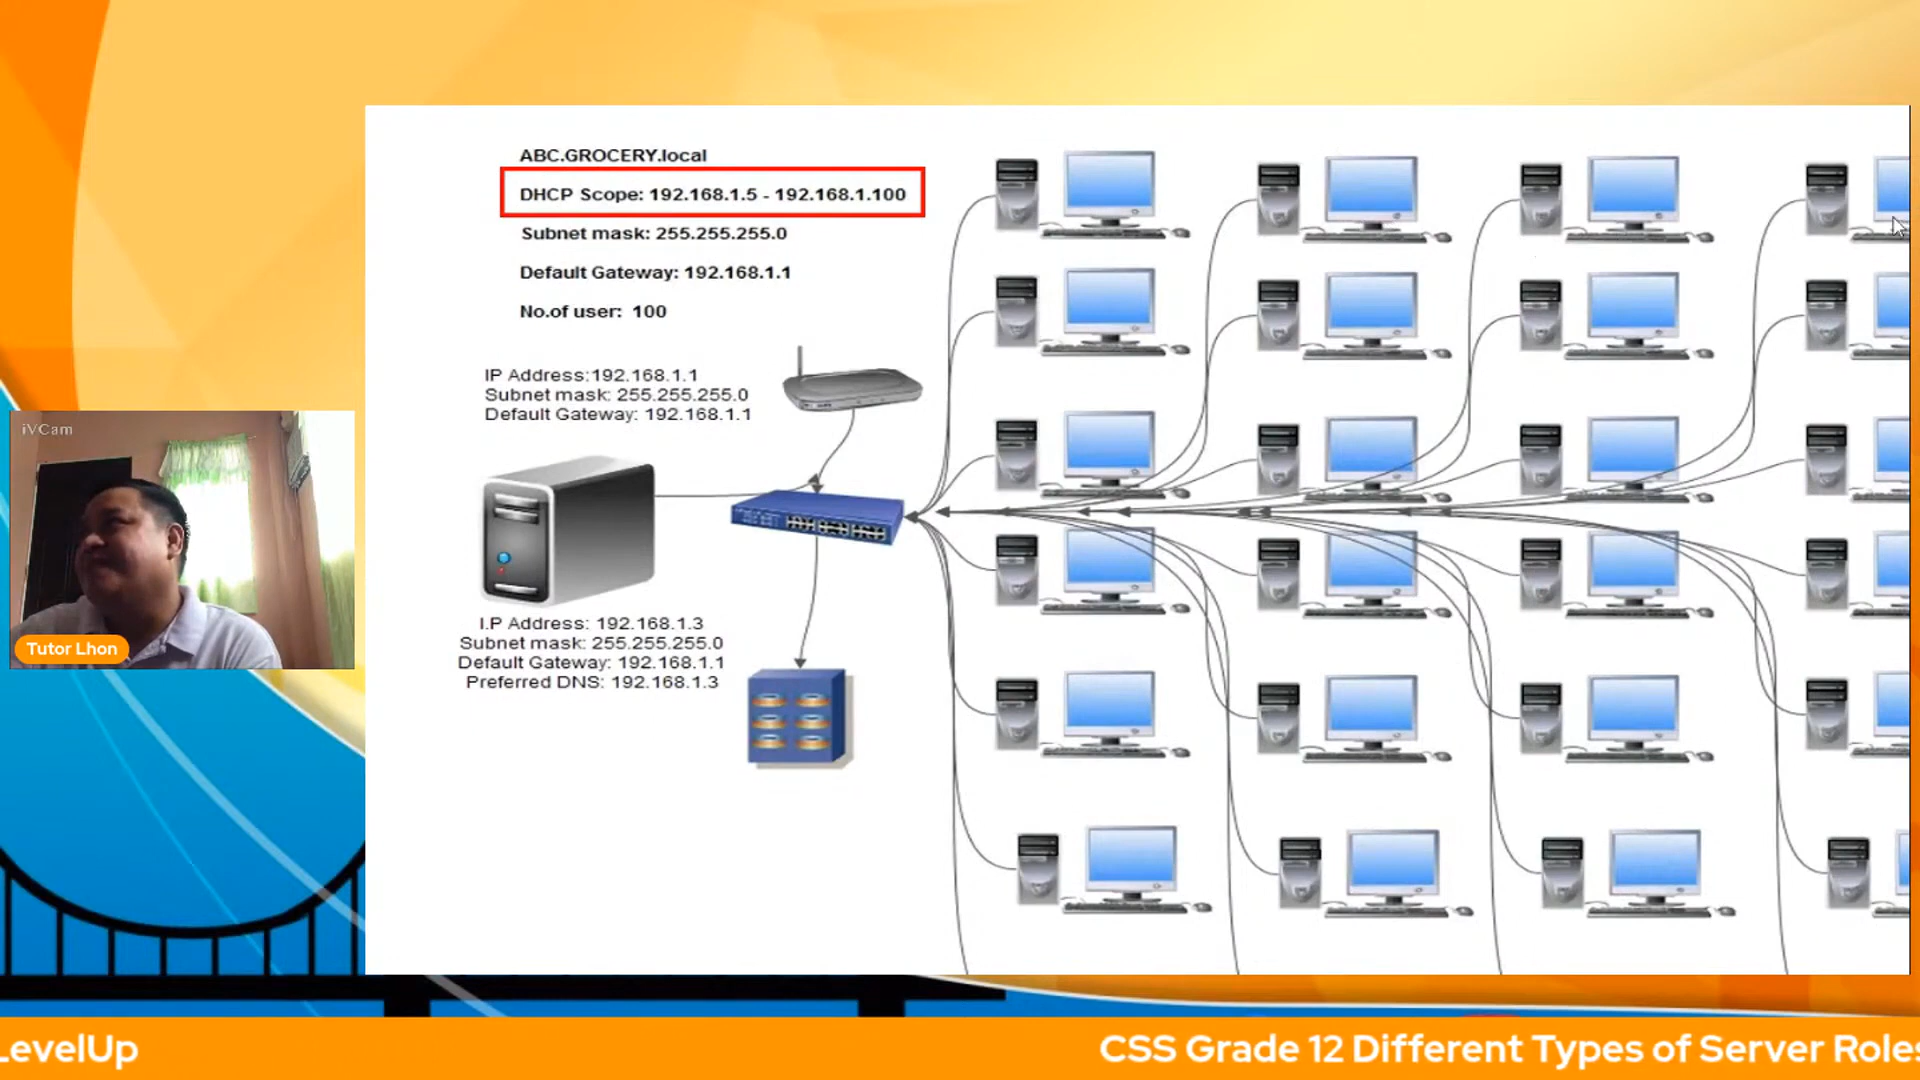 ABC.GROCERY.local
DHCP Scope: 192.168.1.5 - 192.168.1.100
Subnet mask: 255.255.255.0
Default Gateway: 192.168.1.1
No.of user: 100
IP Address:192.168.1.1
Subnet mask: 255.255.255.0
Default Gateway: 192.168.1.1
iVCam
Tutor Lhon
I.P Address: 192.168.1.3
Subnet mask: 255.255.255.0
Default Gateway: 192.168.1.1
Preferred DNS: 192.168.1.3
LevelUp
CSS Grade 12 Different Types of Server Roles